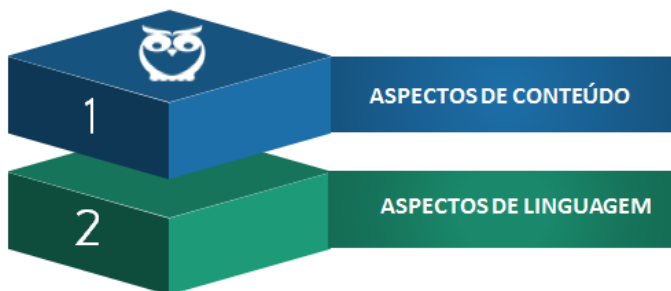 1
ASPECTOS DE CONTEÚDO
2
ASPECTOS DE LINGUAGEM